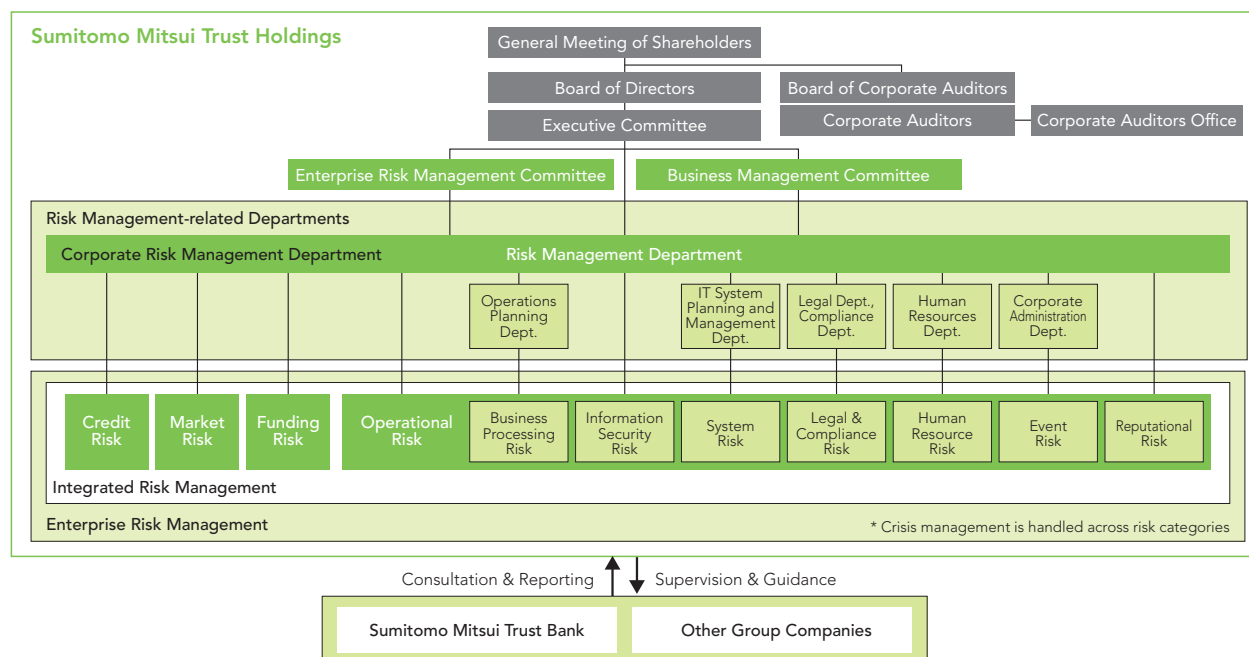 Sumitomo Mitsui Trust Holdings
General Meeting of Shareholders
Board of Directors
Board of Corporate Auditors
Executive Committee
Corporate Auditors
Corporate Auditors Office
Enterprise Risk Management Committee
Business Management Committee
Risk Management-related Departments
Corporate Risk Management Department
Risk Management Department
Operations
Planning
Dept.
IT System
Planning and
Management
Dept.
Legal Dept.,
Compliance
Dept.
Human
Resources
Dept.
Corporate
Administration
Dept.
Credit
Risk
Market
Risk
Funding
Risk
Operational
Risk
Business
Processing
Risk
Information
Security
Risk
System
Risk
Legal &
Compliance
Risk
Human
Resource
Risk
Event
Risk
Reputational
Risk
Integrated Risk Management
Enterprise Risk Management
* Crisis management is handled across risk categories
Consultation & Reporting
Supervision & Guidance
Sumitomo Mitsui Trust Bank
Other Group Companies